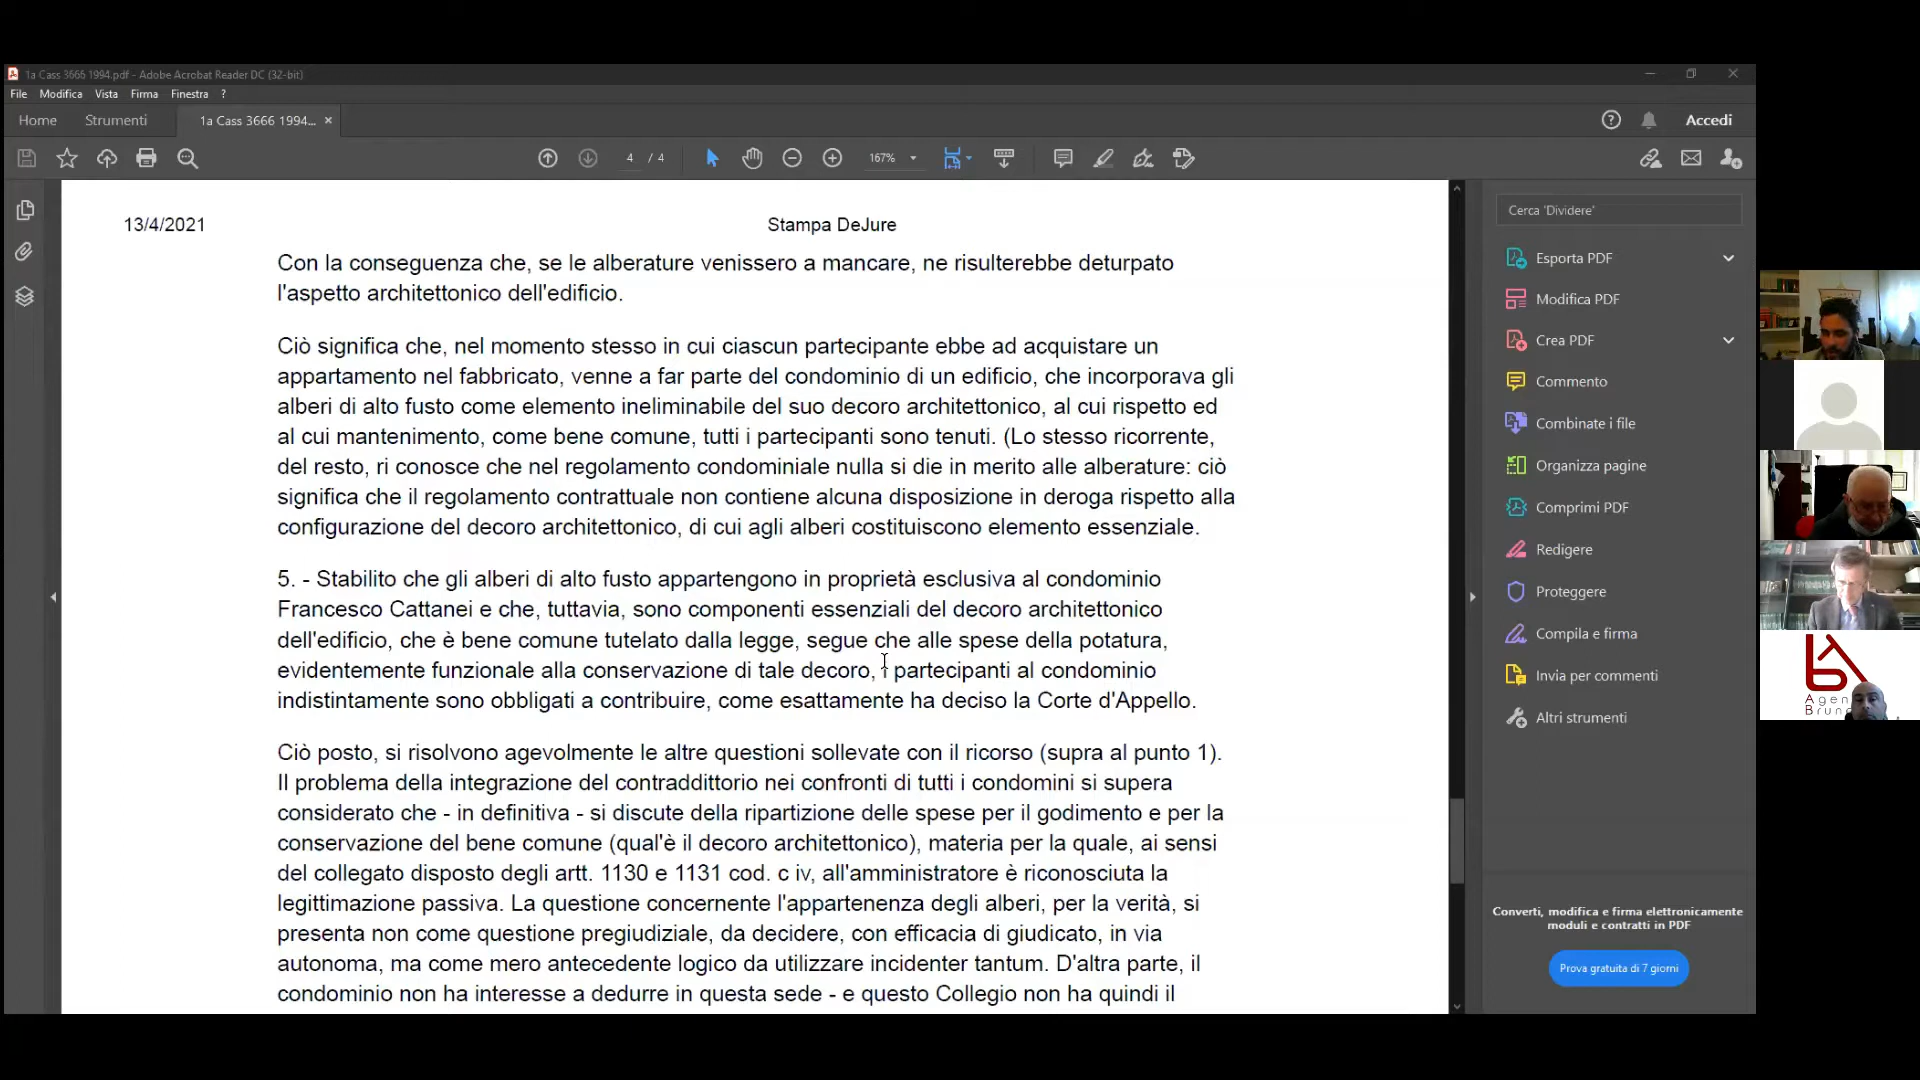 1a Cass 3666 1994.pdf - Adobe Acrobat Reader DC (32-bit)
File Modifica Vista Firma Finestra ?
Home Strumenti 1a Cass 3666 1994... × Accedi
4 / 4 167%
13/4/2021 Stampa DeJure
Con la conseguenza che, se le alberature venissero a mancare, ne risulterebbe deturpato
l'aspetto architettonico dell'edificio.
Ciò significa che, nel momento stesso in cui ciascun partecipante ebbe ad acquistare un
appartamento nel fabbricato, venne a far parte del condominio di un edificio, che incorporava gli
alberi di alto fusto come elemento ineliminabile del suo decoro architettonico, al cui rispetto ed
al cui mantenimento, come bene comune, tutti i partecipanti sono tenuti. (Lo stesso ricorrente,
del resto, ri conosce che nel regolamento condominiale nulla si die in merito alle alberature: ciò
significa che il regolamento contrattuale non contiene alcuna disposizione in deroga rispetto alla
configurazione del decoro architettonico, di cui agli alberi costituiscono elemento essenziale.
5. - Stabilito che gli alberi di alto fusto appartengono in proprietà esclusiva al condominio
Francesco Cattanei e che, tuttavia, sono componenti essenziali del decoro architettonico
dell'edificio, che è bene comune tutelato dalla legge, segue che alle spese della potatura,
evidentemente funzionale alla conservazione di tale decoro, i partecipanti al condominio
indistintamente sono obbligati a contribuire, come esattamente ha deciso la Corte d'Appello.
Ciò posto, si risolvono agevolmente le altre questioni sollevate con il ricorso (supra al punto 1).
Il problema della integrazione del contraddittorio nei confronti di tutti i condomini si supera
considerato che - in definitiva - si discute della ripartizione delle spese per il godimento e per la
conservazione del bene comune (qual'è il decoro architettonico), materia per la quale, ai sensi
del collegato disposto degli artt. 1130 e 1131 cod. c iv, all'amministratore è riconosciuta la
legittimazione passiva. La questione concernente l'appartenenza degli alberi, per la verità, si
presenta non come questione pregiudiziale, da decidere, con efficacia di giudicato, in via
autonoma, ma come mero antecedente logico da utilizzare incidenter tantum. D'altra parte, il
condominio non ha interesse a dedurre in questa sede - e questo Collegio non ha quindi il
Cerca 'Dividere'
Esporta PDF
Modifica PDF
Crea PDF
Commento
Combinate i file
Organizza pagine
Comprimi PDF
Redigere
Proteggere
Compila e firma
Invia per commenti
Altri strumenti
Converti, modifica e firma elettronicamente
moduli e contratti in PDF
Prova gratuita di 7 giorni